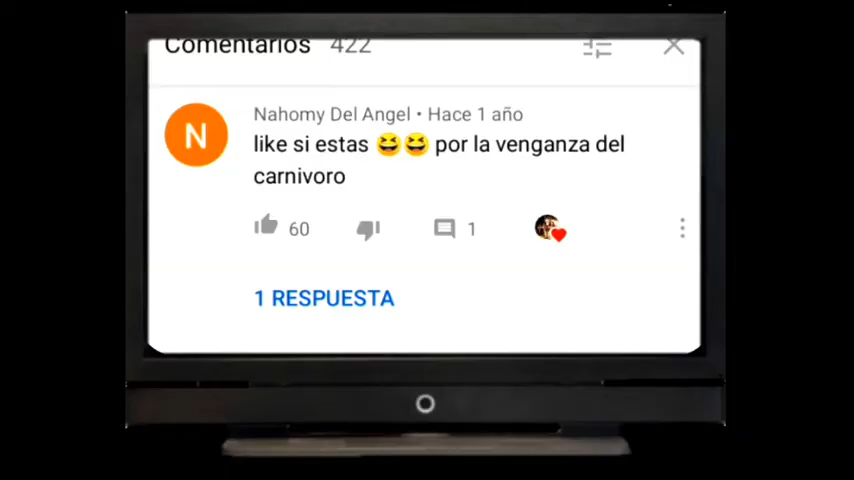 Comentarios 422
N
Nahomy Del Angel • Hace 1 año
like si estas 😆😆 por la venganza del
carnivoro
60 1
1 RESPUESTA